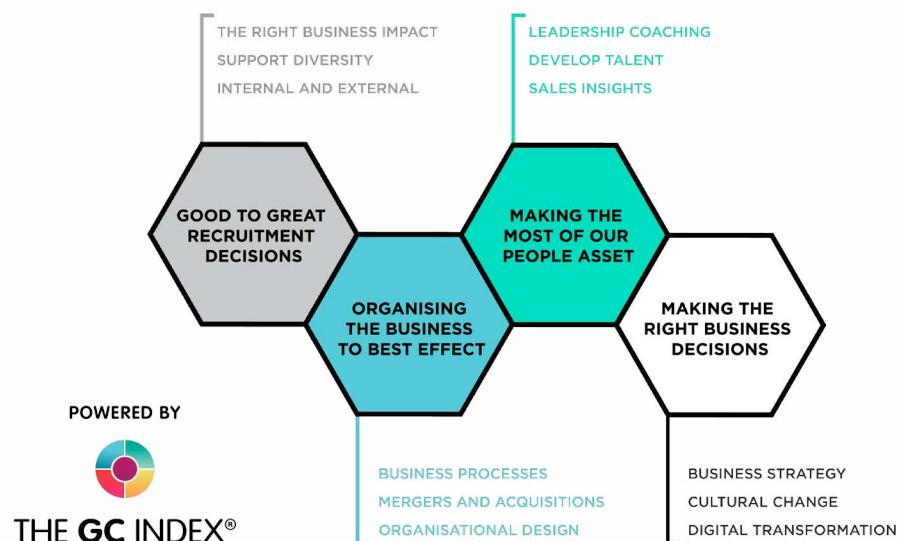 THE RIGHT BUSINESS IMPACT
SUPPORT DIVERSITY
INTERNAL AND EXTERNAL
LEADERSHIP COACHING
DEVELOP TALENT
SALES INSIGHTS
GOOD TO GREAT
RECRUITMENT
DECISIONS
MAKING THE
MOST OF OUR
PEOPLE ASSET
ORGANISING
THE BUSINESS
TO BEST EFFECT
MAKING THE
RIGHT BUSINESS
DECISIONS
POWERED BY
THE GC INDEX®
BUSINESS PROCESSES
MERGERS AND ACQUISITIONS
ORGANISATIONAL DESIGN
BUSINESS STRATEGY
CULTURAL CHANGE
DIGITAL TRANSFORMATION